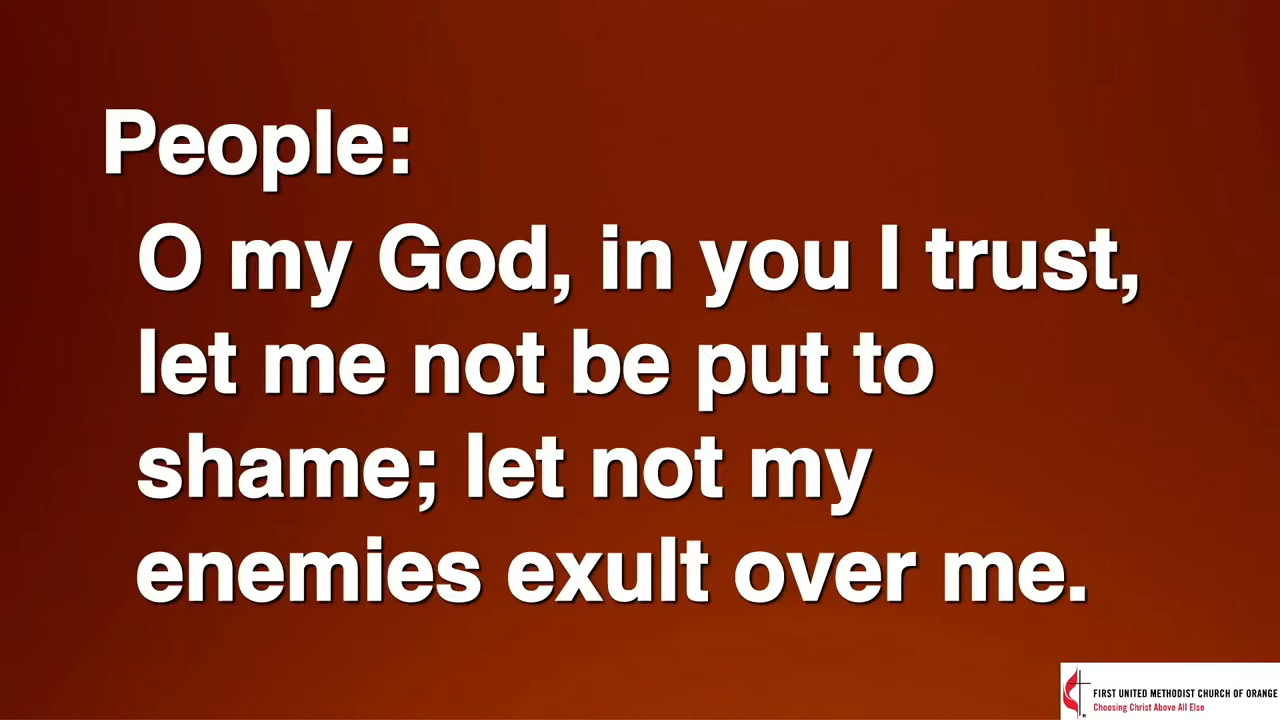 People:
O my God, in you I trust,
let me not be put to
shame; let not my
enemies exult over me.
FIRST UNITED METHODIST CHURCH OF ORANGE
Choosing Christ Above All Else